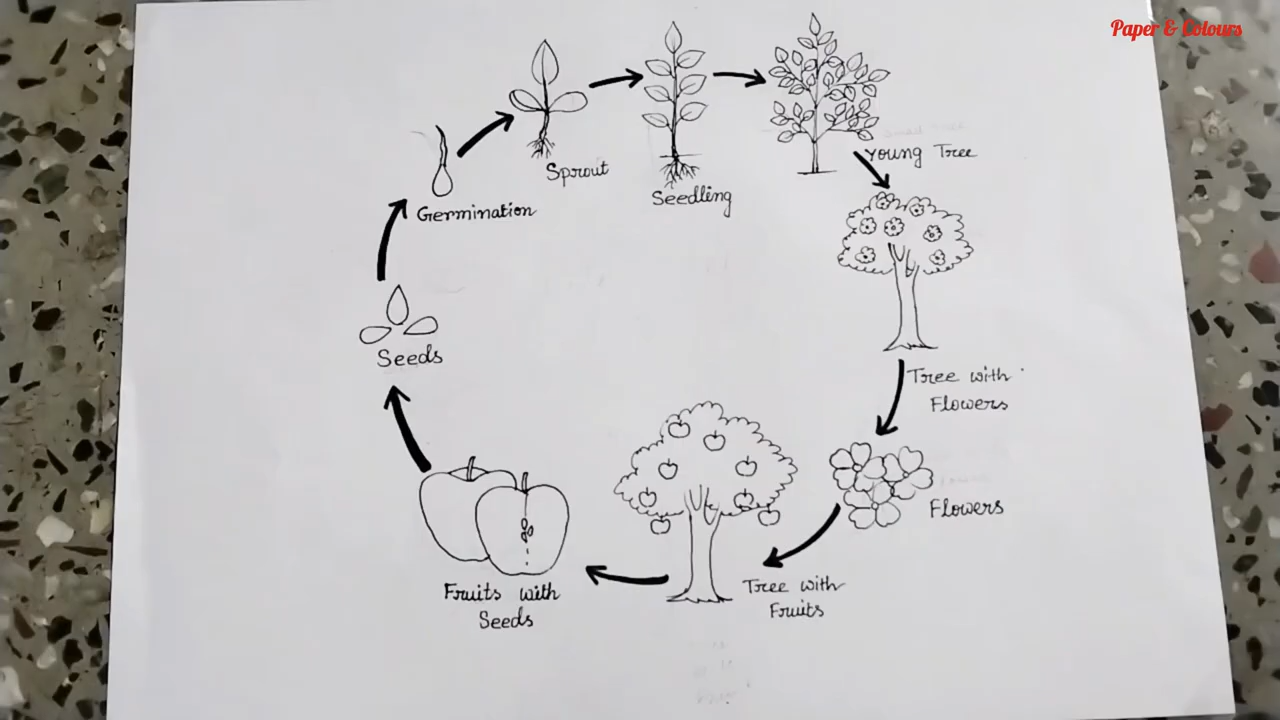 Paper & Colours
Sprout
Seedling
young Tree
Germination
Seeds
Tree with
Flowers
Flowers
Tree with
Fruits
Fruits with
Seeds